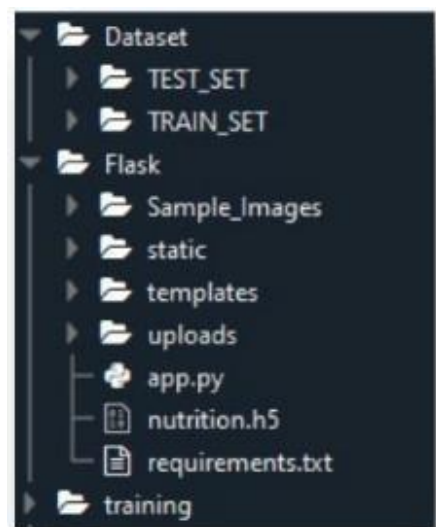 Dataset
TEST_SET
TRAIN_SET
Flask
Sample_Images
static
templates
uploads
app.py
nutrition.h5
requirements.txt
training